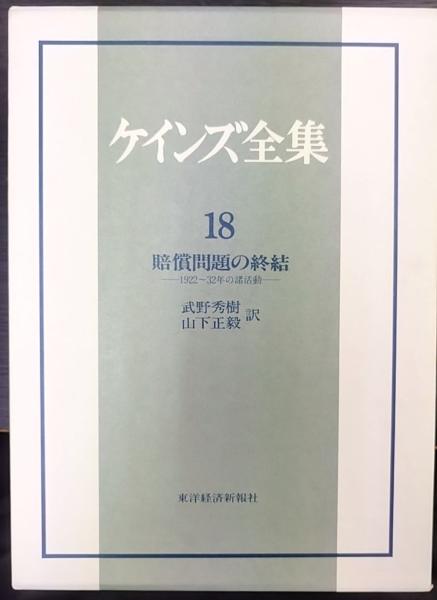 ケインズ全集
18
賠償問題の終結
──1922〜32年の諸活動──
武野秀樹
山下正毅 訳
東洋経済新報社